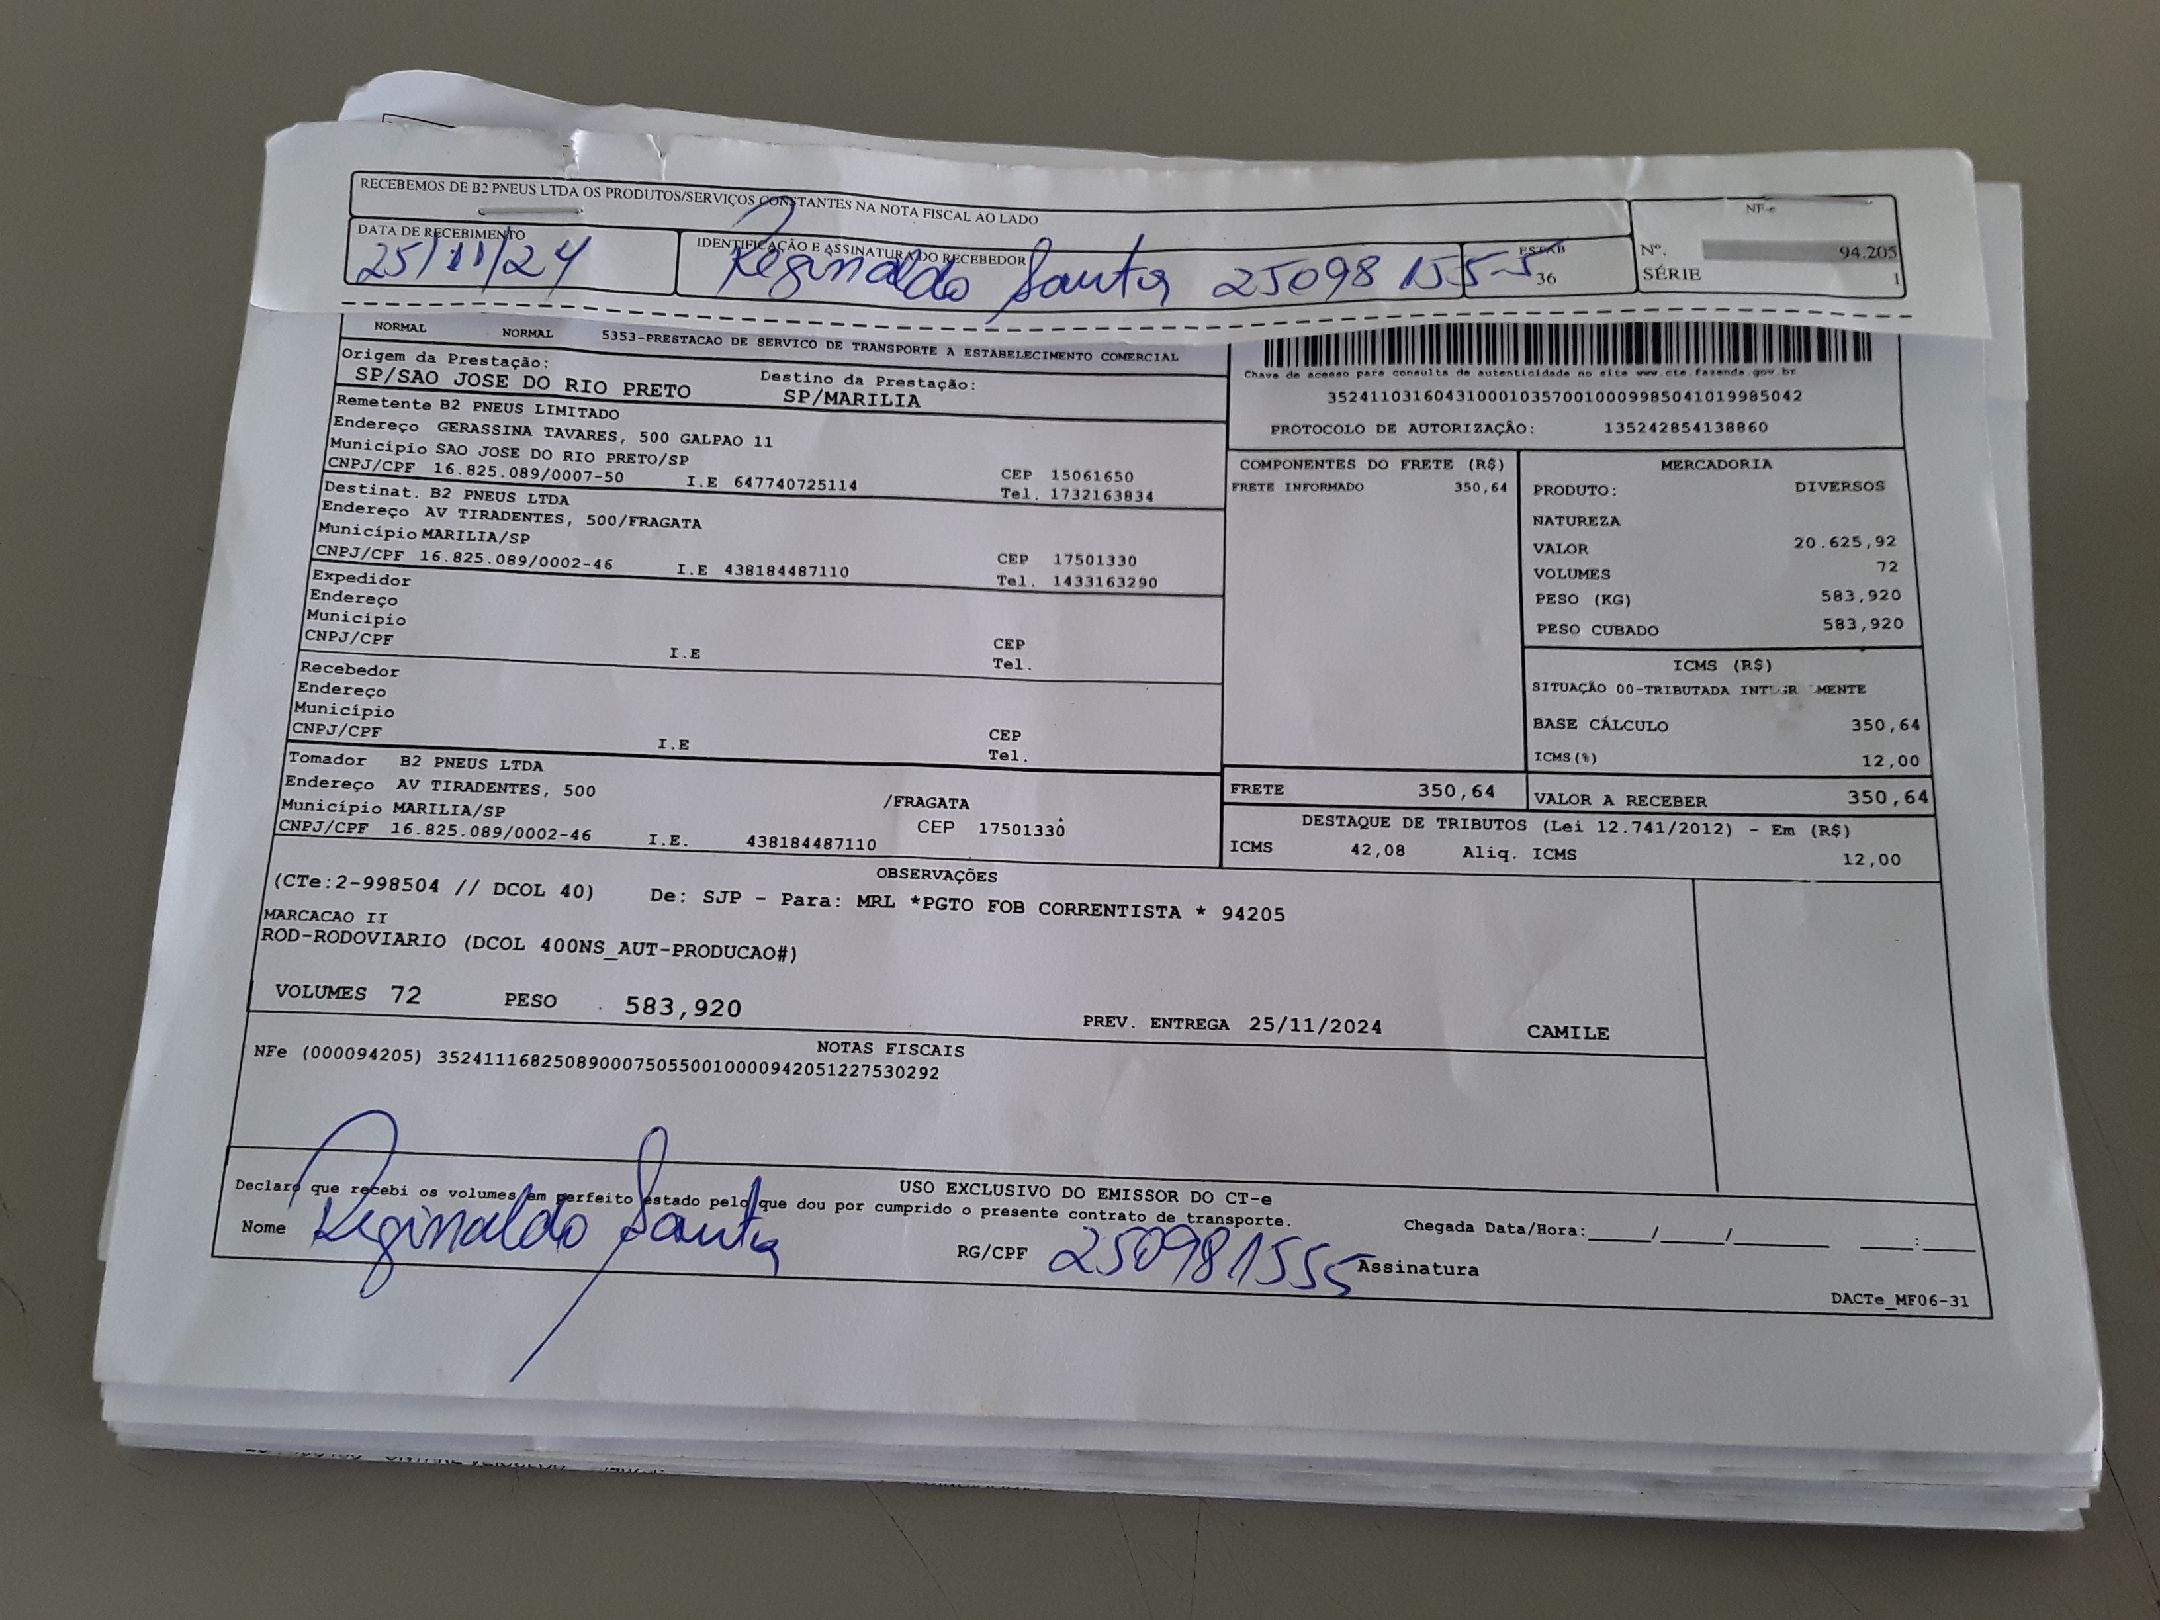 RECEBEMOS DE B2 PNEUS LTDA OS PRODUTOS/SERVIÇOS CONSTANTES NA NOTA FISCAL AO LADO
NF-e
DATA DE RECEBIMENTO
25/11/24
IDENTIFICAÇÃO E ASSINATURA DO RECEBEDOR
Reginaldo Santa 250981555
ESTAB
36
Nº. 94.205
SÉRIE 1
NORMAL NORMAL 5353-PRESTACAO DE SERVICO DE TRANSPORTE A ESTABELECIMENTO COMERCIAL
Origem da Prestação:
SP/SAO JOSE DO RIO PRETO
Destino da Prestação:
SP/MARILIA
Chave de acesso para consulta de autenticidade no site www.cte.fazenda.gov.br
35241103160431000103570010009985041019985042
PROTOCOLO DE AUTORIZAÇÃO: 135242854138860
Remetente B2 PNEUS LIMITADO
Endereço GERASSINA TAVARES, 500 GALPAO 11
Município SAO JOSE DO RIO PRETO/SP
CEP 15061650
CNPJ/CPF 16.825.089/0007-50 I.E 647740725114 Tel. 1732163834
Destinat. B2 PNEUS LTDA
Endereço AV TIRADENTES, 500/FRAGATA
Município MARILIA/SP
CEP 17501330
CNPJ/CPF 16.825.089/0002-46 I.E 438184487110 Tel. 1433163290
Expedidor
Endereço
Município
CEP
CNPJ/CPF I.E Tel.
Recebedor
Endereço
Município
CEP
CNPJ/CPF I.E Tel.
Tomador B2 PNEUS LTDA
Endereço AV TIRADENTES, 500 /FRAGATA
Município MARILIA/SP CEP 17501330
CNPJ/CPF 16.825.089/0002-46 I.E. 438184487110
COMPONENTES DO FRETE (R$)
FRETE INFORMADO 350,64
MERCADORIA
PRODUTO: DIVERSOS
NATUREZA
VALOR 20.625,92
VOLUMES 72
PESO (KG) 583,920
PESO CUBADO 583,920
ICMS (R$)
SITUAÇÃO 00-TRIBUTADA
BASE CÁLCULO 350,64
ICMS(%) 12,00
FRETE 350,64
VALOR A RECEBER 350,64
DESTAQUE DE TRIBUTOS (Lei 12.741/2012) - Em (R$)
ICMS 42,08 Aliq. ICMS 12,00
OBSERVAÇÕES
(CTe:2-998504 // DCOL 40) De: SJP - Para: MRL *PGTO FOB CORRENTISTA * 94205
MARCACAO II
ROD-RODOVIARIO (DCOL 400NS_AUT-PRODUCAO#)
VOLUMES 72 PESO 583,920
PREV. ENTREGA 25/11/2024 CAMILE
NOTAS FISCAIS
NFe (000094205) 35241116825089000750550010000942051227530292
USO EXCLUSIVO DO EMISSOR DO CT-e
Declaro que recebi os volumes em perfeito estado pelo que dou por cumprido o presente contrato de transporte.
Chegada Data/Hora:____/____/______ ____:____
Nome Reginaldo Santa RG/CPF 250981555 Assinatura
DACTe_MF06-31